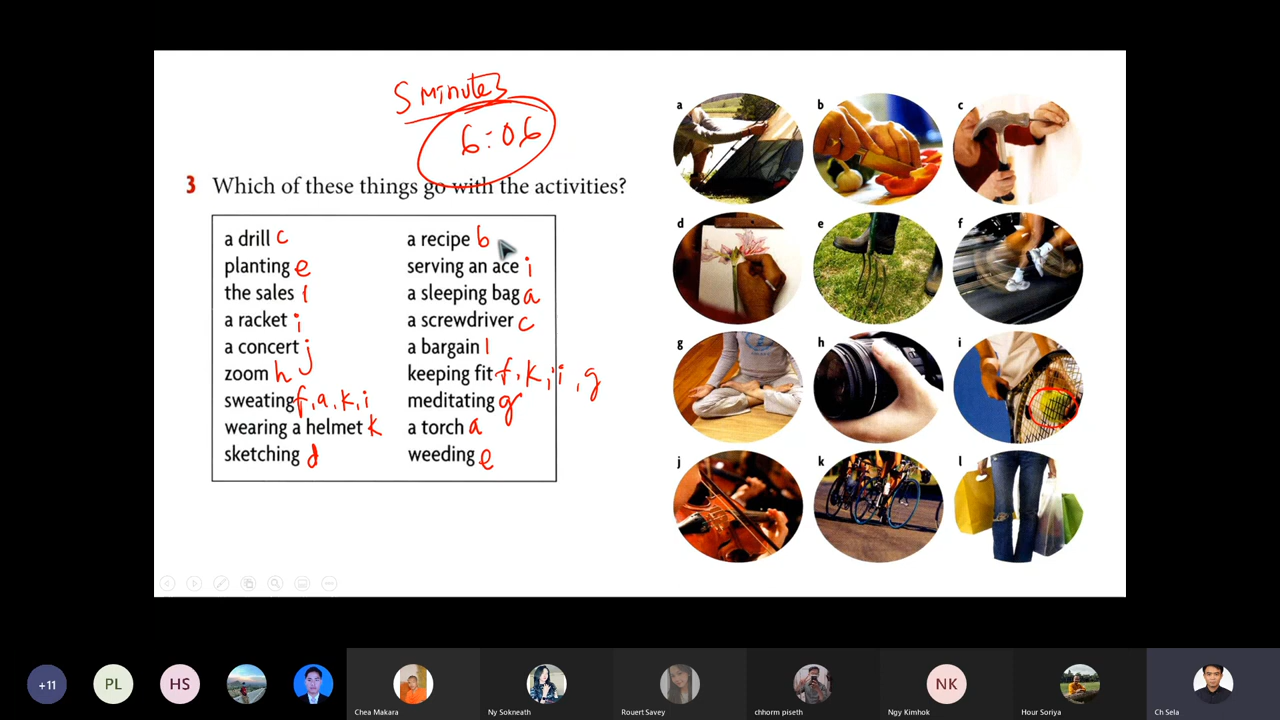 5 minutes
6:06
3 Which of these things go with the activities?
a drill c
planting e
the sales l
a racket i
a concert j
zoom h
sweating f, a, k, i
wearing a helmet k
sketching d
a recipe b
serving an ace i
a sleeping bag a
a screwdriver c
a bargain l
keeping fit f, k, i, g
meditating g
a torch a
weeding e
a
b
c
d
e
f
g
h
i
j
k
l
+11
PL
HS
Chea Makara
Ny Sokneath
Rouert Savey
chhorm piseth
NK
Ngy Kimhok
Hour Soriya
Ch Sela